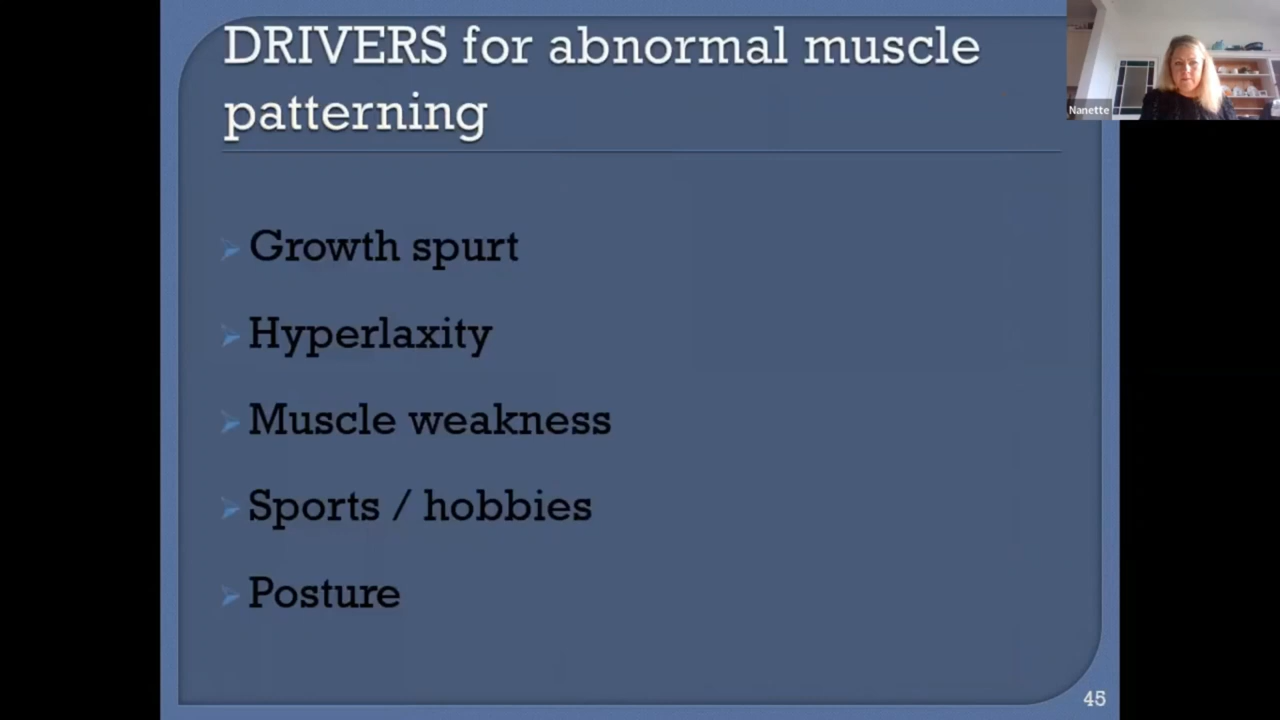 DRIVERS for abnormal muscle
patterning
Nanette
Growth spurt
Hyperlaxity
Muscle weakness
Sports / hobbies
Posture
45